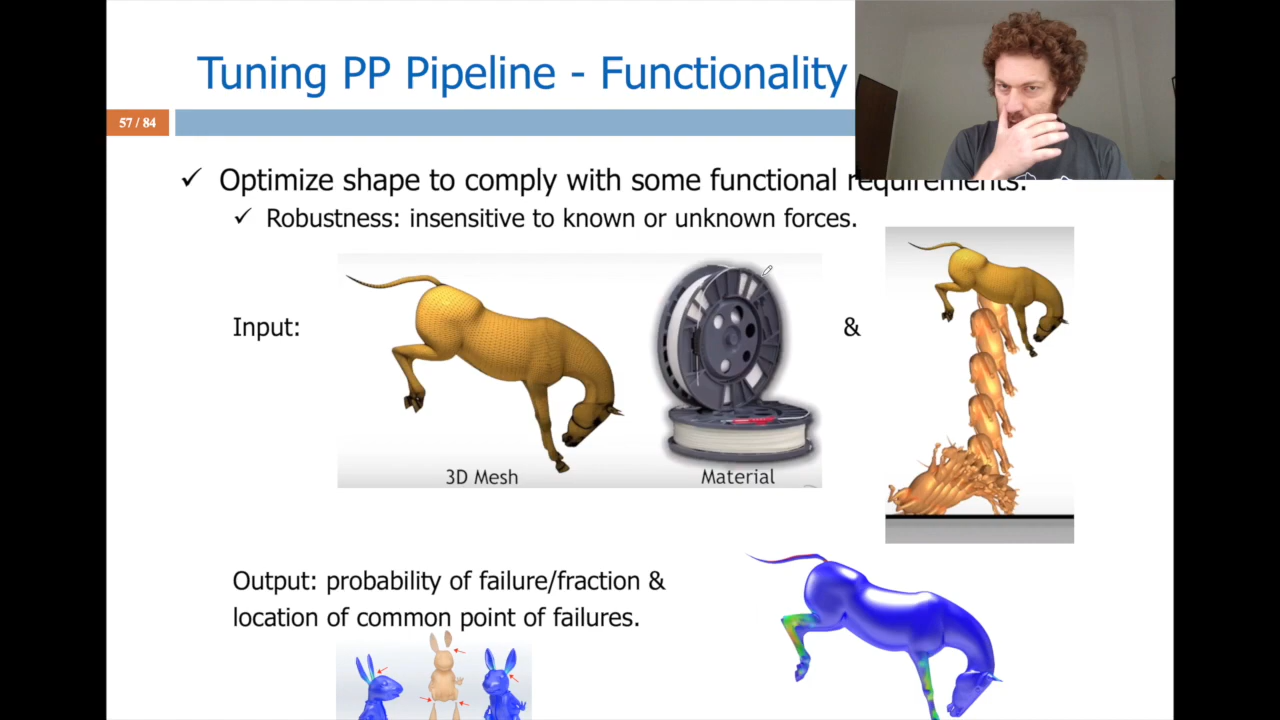 Tuning PP Pipeline - Functionality
57 / 84
✓ Optimize shape to comply with some functional requirements.
✓ Robustness: insensitive to known or unknown forces.
Input:
&
3D Mesh
Material
Output: probability of failure/fraction &
location of common point of failures.